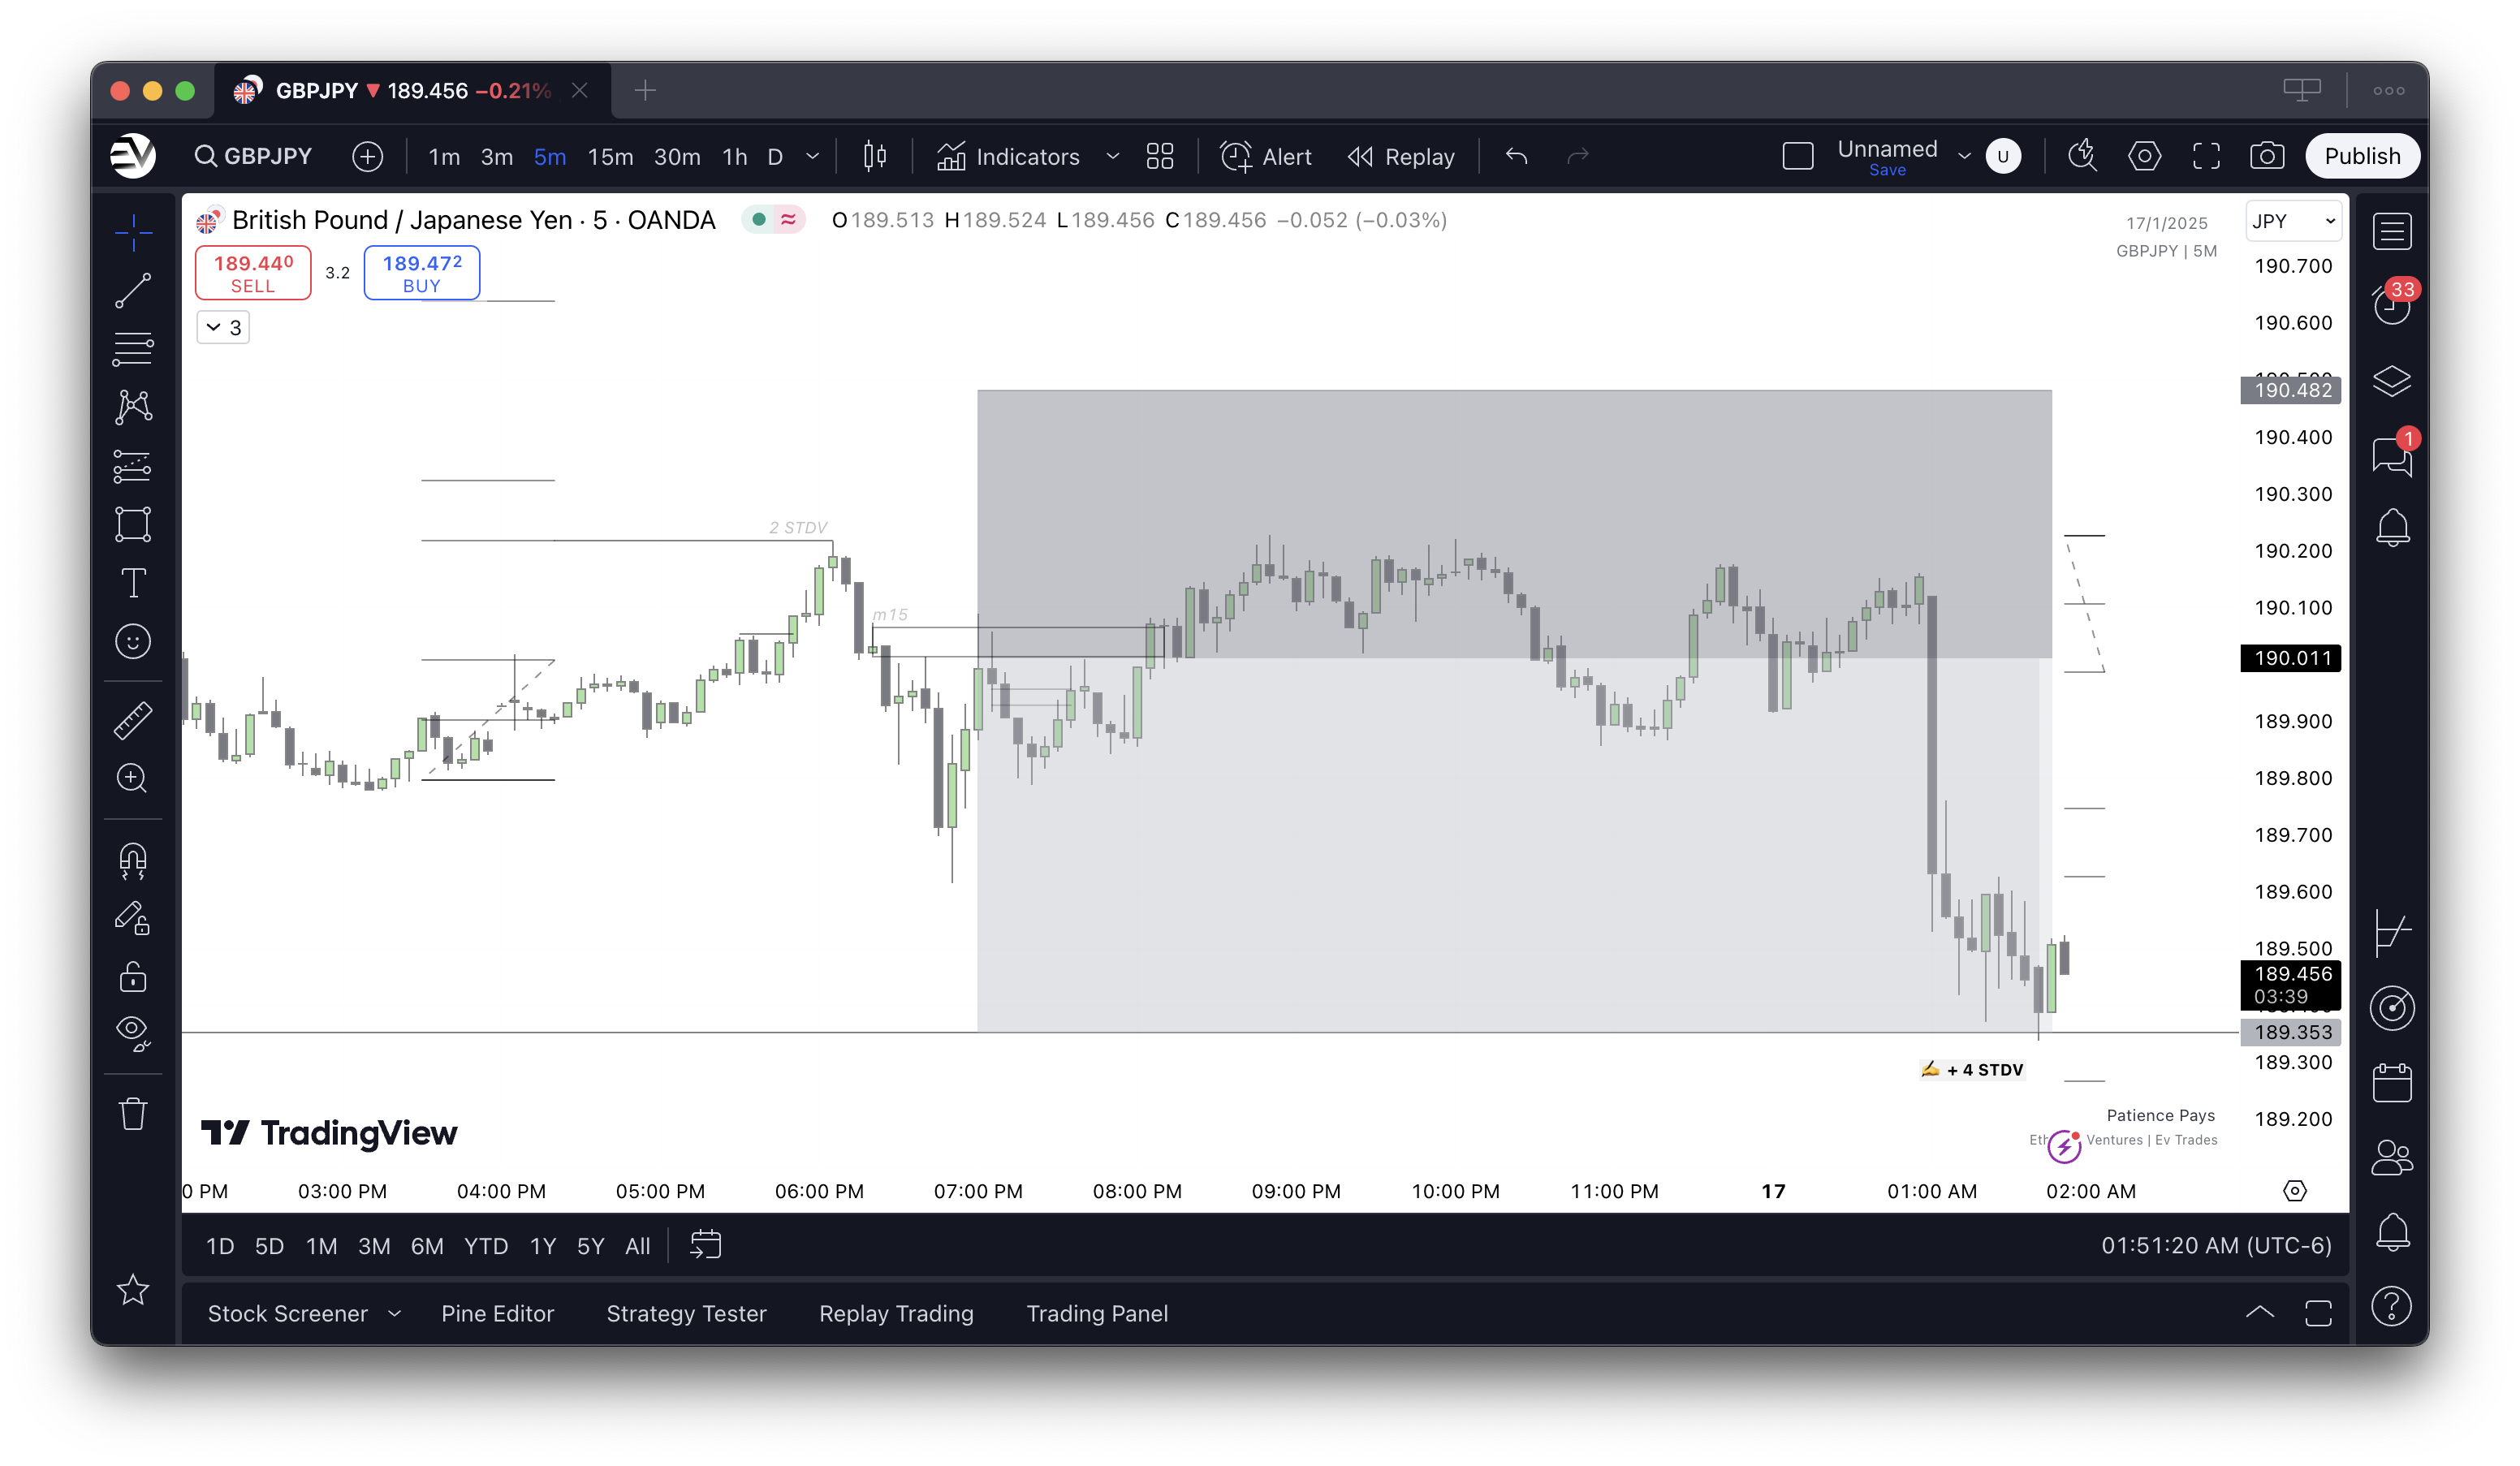 GBPJPY 189.456 −0.21%
GBPJPY 1m 3m 5m 15m 30m 1h D Indicators Alert Replay Unnamed Save U Publish
British Pound / Japanese Yen · 5 · OANDA O189.513 H189.524 L189.456 C189.456 −0.052 (−0.03%)
189.440 SELL 3.2 189.472 BUY
3
17/1/2025
GBPJPY | 5M
JPY
190.700
190.600
190.482
190.400
190.300
190.200
190.100
190.011
189.900
189.800
189.700
189.600
189.500
189.456
03:39
189.353
189.300
189.200
33
1
2 STDV
m15
✍️ + 4 STDV
Patience Pays
Ventures | Ev Trades
TradingView
0 PM 03:00 PM 04:00 PM 05:00 PM 06:00 PM 07:00 PM 08:00 PM 09:00 PM 10:00 PM 11:00 PM 17 01:00 AM 02:00 AM
1D 5D 1M 3M 6M YTD 1Y 5Y All 01:51:20 AM (UTC-6)
Stock Screener Pine Editor Strategy Tester Replay Trading Trading Panel